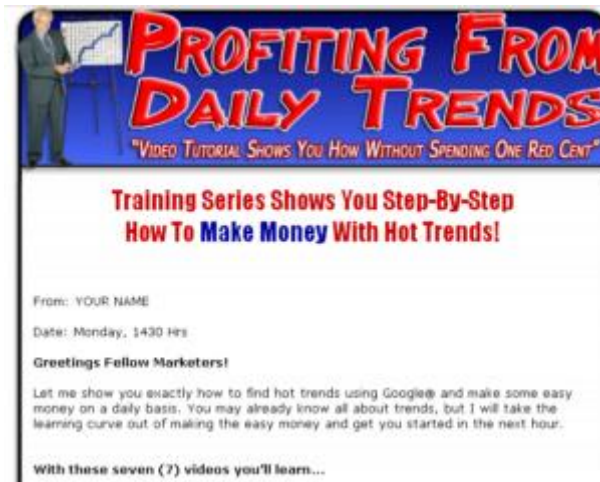 PROFITING FROM
DAILY TRENDS
"VIDEO TUTORIAL SHOWS YOU HOW WITHOUT SPENDING ONE RED CENT"
Training Series Shows You Step-By-Step
How To Make Money With Hot Trends!
From: YOUR NAME
Date: Monday, 1430 Hrs
Greetings Fellow Marketers!
Let me show you exactly how to find hot trends using Google® and make some easy
money on a daily basis. You may already know all about trends, but I will take the
learning curve out of making the easy money and get you started in the next hour.
With these seven (7) videos you'll learn...